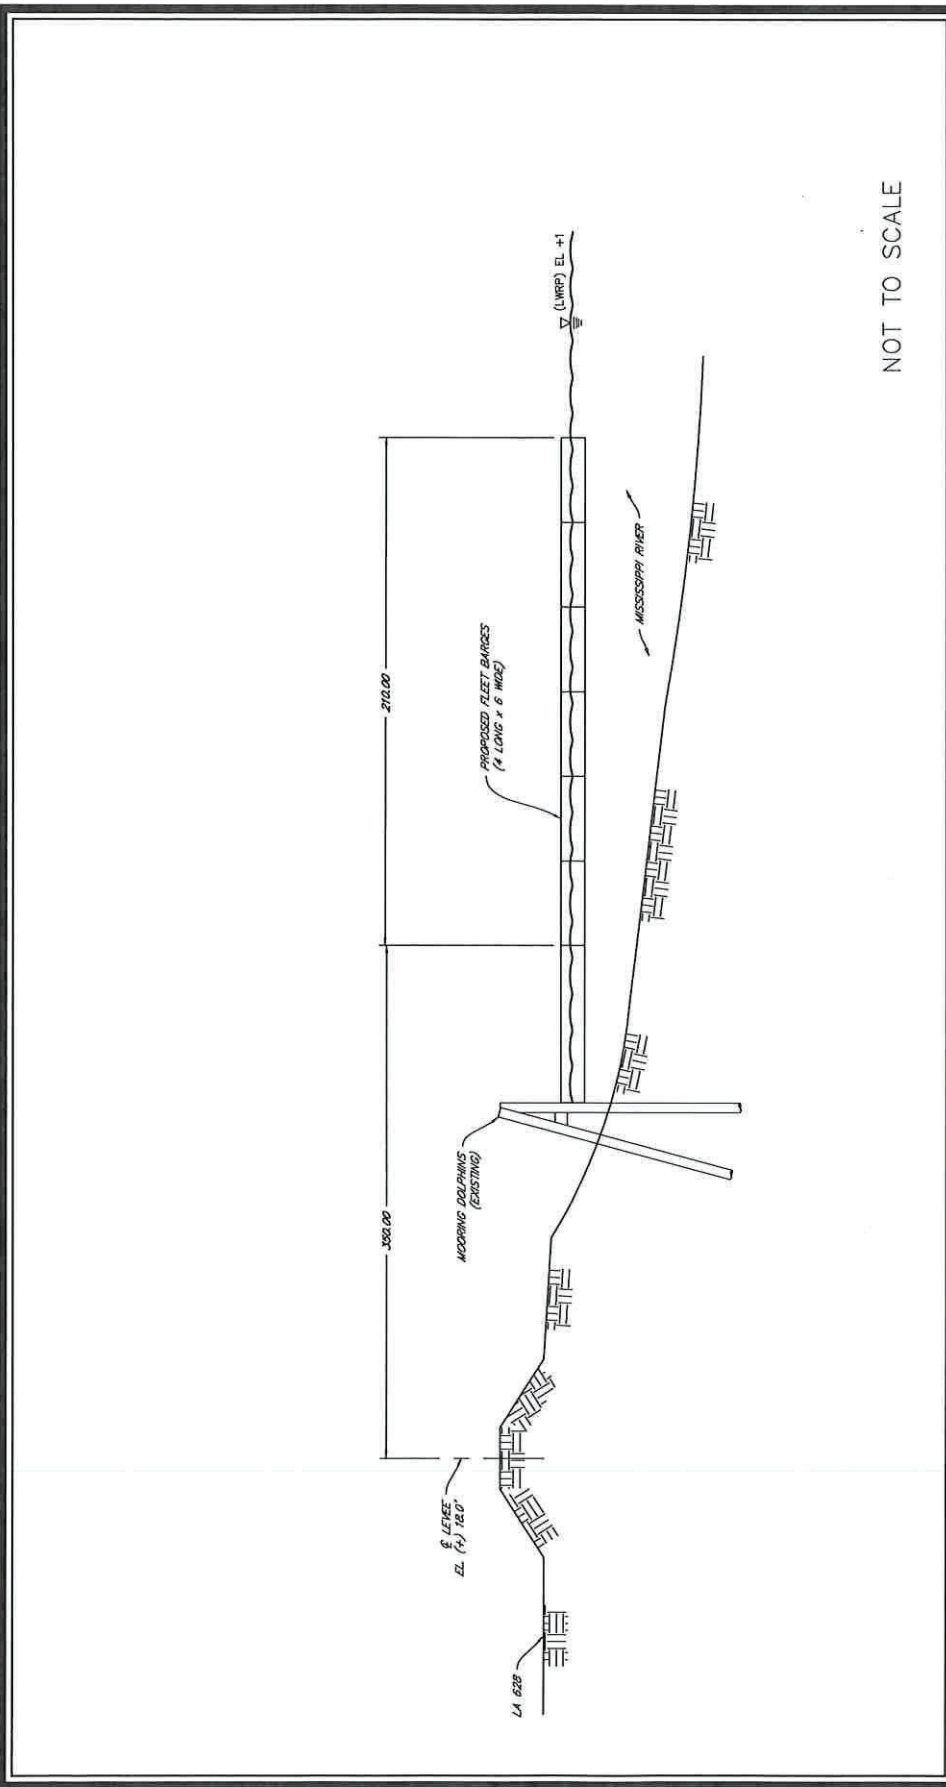 350.00
210.00
℄ LEVEE
EL. (+) 18.0'
MOORING DOLPHINS
(EXISTING)
PROPOSED FLEET BARGES
(4 LONG x 6 WIDE)
(LWRP) EL +1
LA 628
MISSISSIPPI RIVER
NOT TO SCALE